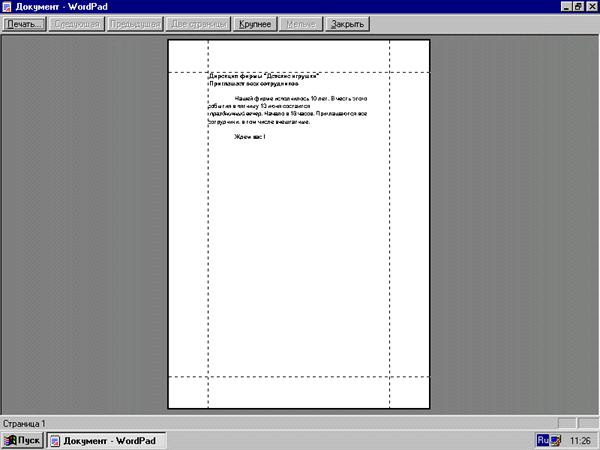 Документ - WordPad
Печать... Следующая Предыдущая Две страницы Крупнее Мельче Закрыть
Дирекция фирмы "Детские игрушки"
Приглашает всех сотрудников
Нашей фирме исполнилось 10 лет. В честь этого
события в пятницу 13 июня состоится
праздничный вечер. Начало в 18 часов. Приглашаются все
сотрудники, в том числе внештатные.
Ждем вас !
Страница 1
Пуск Документ - WordPad Ru 11:26